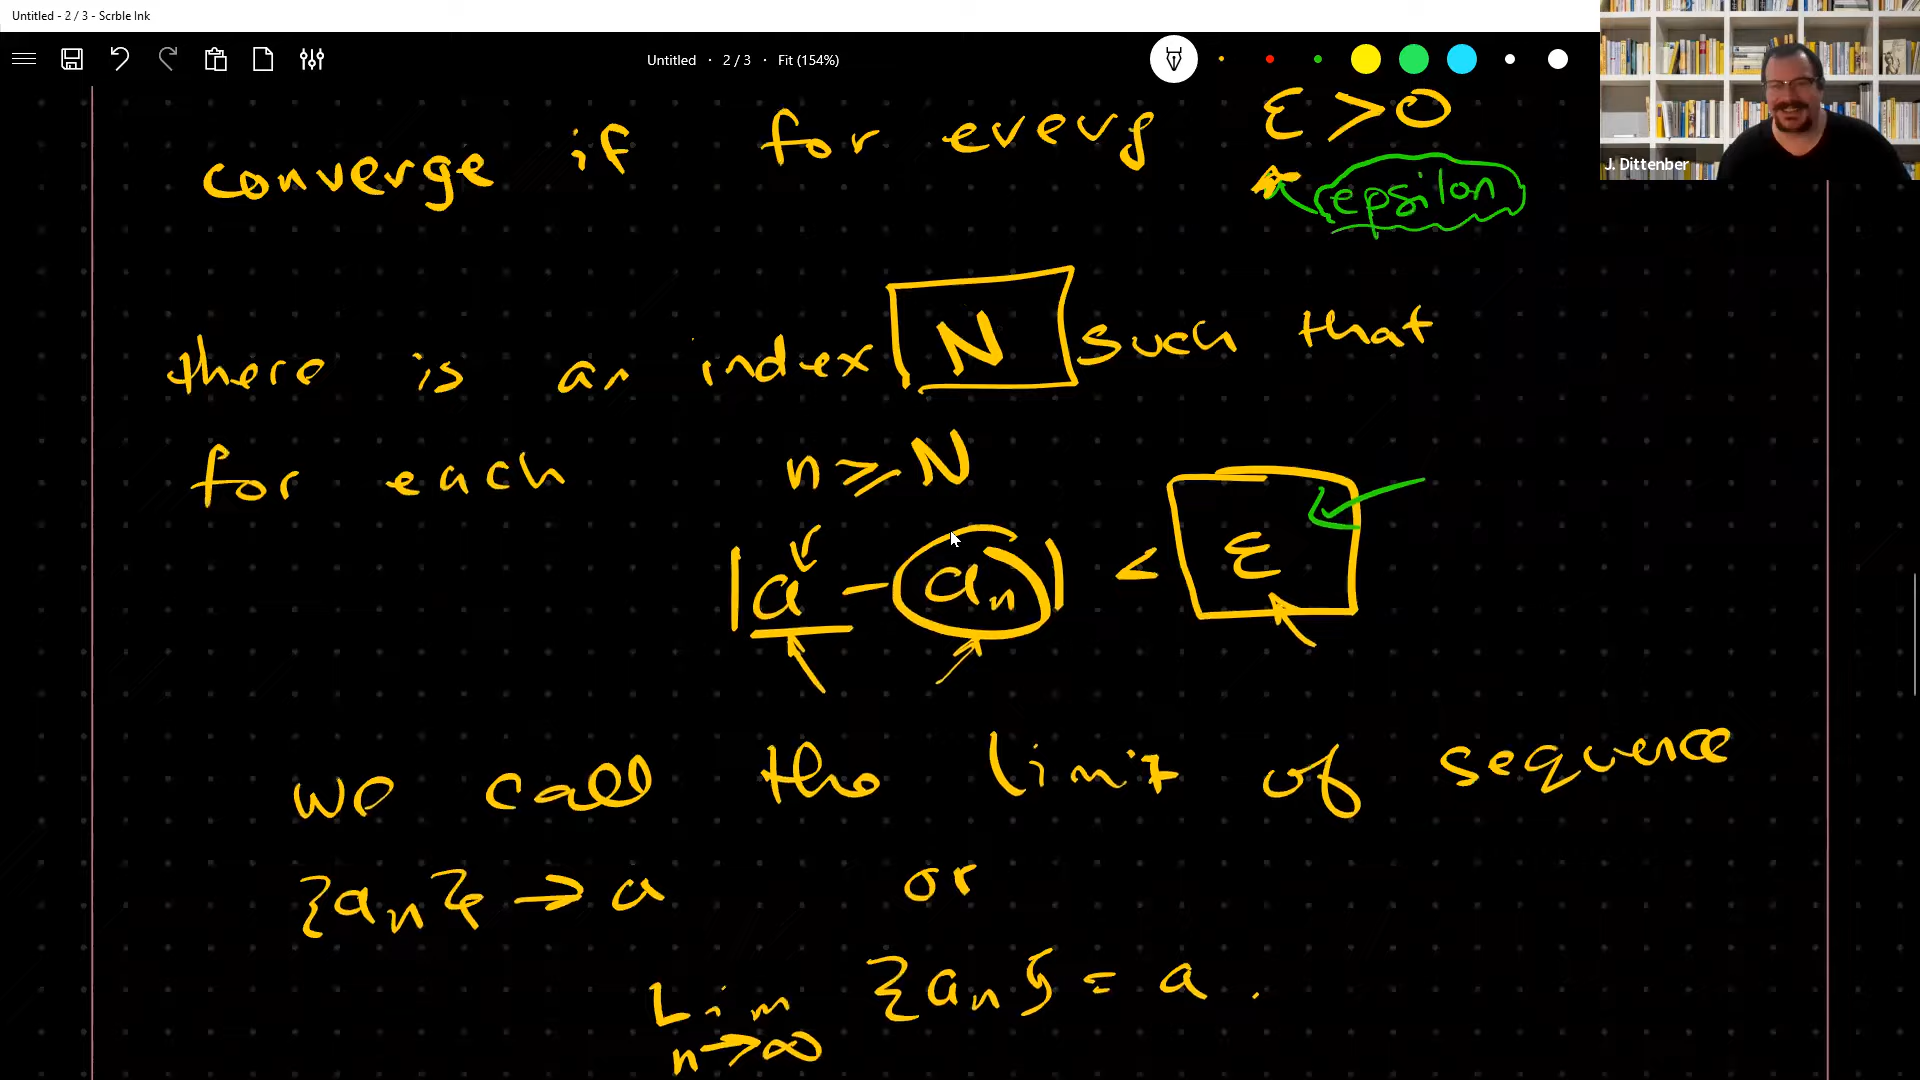 Untitled - 2 / 3 - Scrble Ink
Untitled · 2 / 3 · Fit (154%)
J. Dittenber
converge if for every ε > 0
epsilon
there is an index N such that
for each n ≥ N
|a - aₙ| < ε
we call the limit of sequence
{aₙ} → a or
Lim {aₙ} = a.
n → ∞